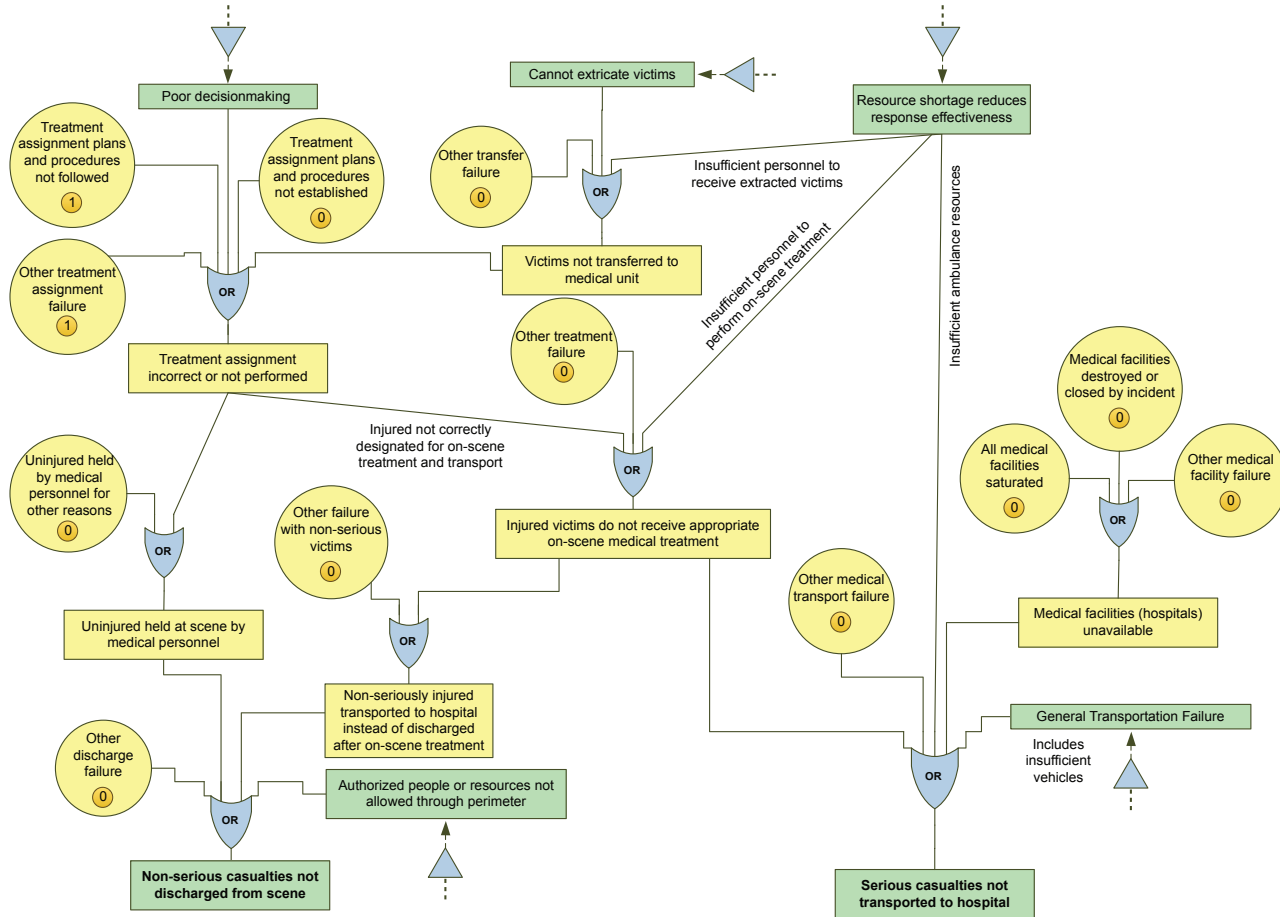 Poor decisionmaking
Cannot extricate victims
Resource shortage reduces
response effectiveness
Treatment
assignment plans
and procedures
not followed
1
Treatment
assignment plans
and procedures
not established
0
Other transfer
failure
0
OR
Insufficient personnel to
receive extracted victims
Other treatment
assignment
failure
1
OR
Victims not transferred to
medical unit
Insufficient personnel to
perform on-scene treatment
Insufficient ambulance resources
Treatment assignment
incorrect or not performed
Other treatment
failure
0
Medical facilities
destroyed or
closed by incident
0
Injured not correctly
designated for on-scene
treatment and transport
OR
All medical
facilities
saturated
0
Other medical
facility failure
0
OR
Uninjured held
by medical
personnel for
other reasons
0
OR
Other failure
with non-serious
victims
0
Injured victims do not receive appropriate
on-scene medical treatment
Other medical
transport failure
0
Medical facilities (hospitals)
unavailable
Uninjured held at scene by
medical personnel
OR
Non-seriously injured
transported to hospital
instead of discharged
after on-scene treatment
General Transportation Failure
Includes
insufficient
vehicles
Other
discharge
failure
0
OR
Authorized people or resources not
allowed through perimeter
OR
Non-serious casualties not
discharged from scene
Serious casualties not
transported to hospital